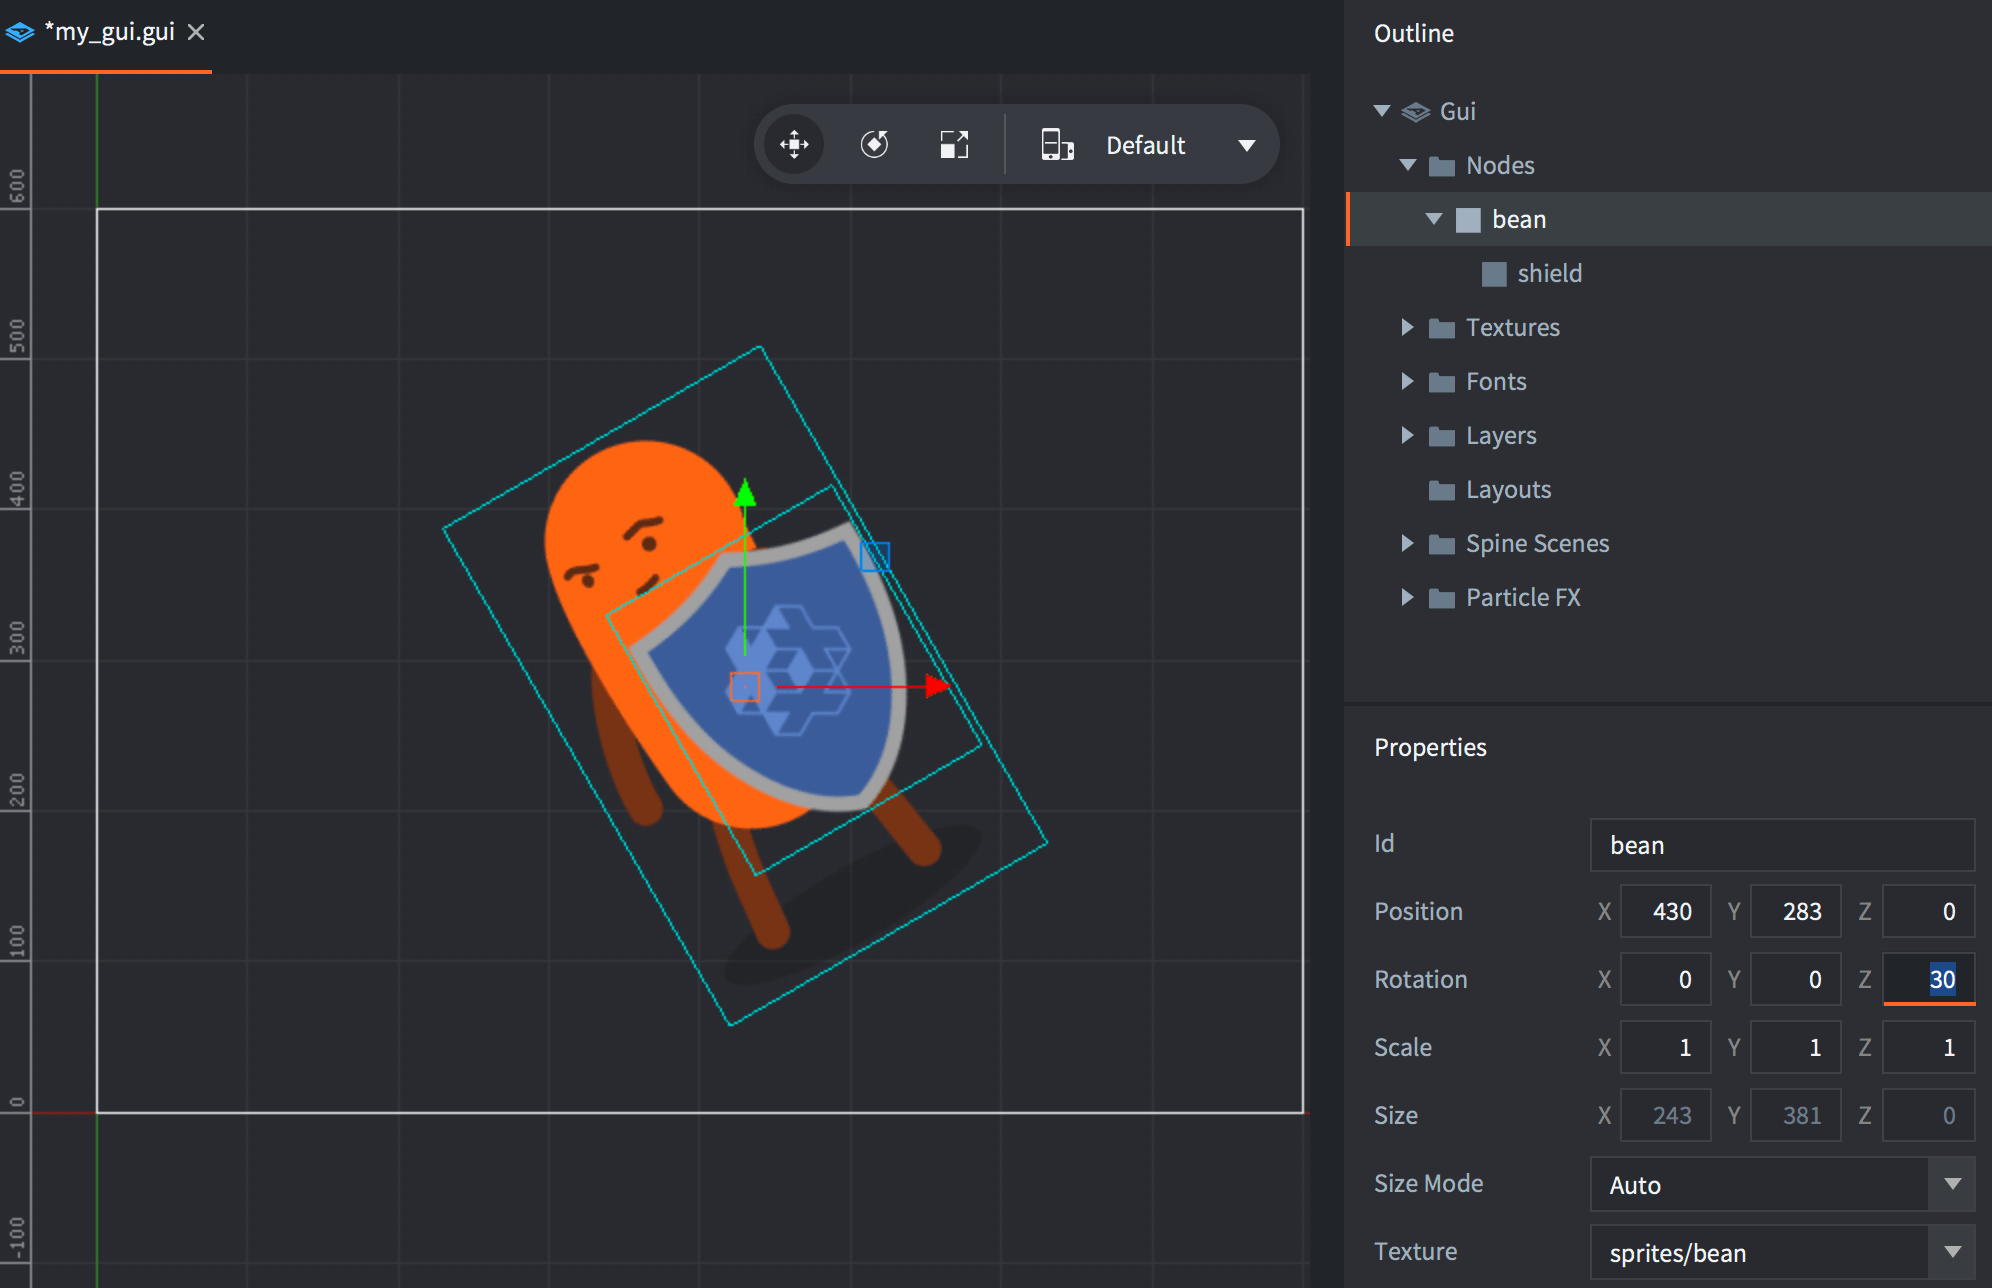 *my_gui.gui
Default
600
500
400
300
200
100
0
-100
Outline
Gui
Nodes
bean
shield
Textures
Fonts
Layers
Layouts
Spine Scenes
Particle FX
Properties
Id bean
Position X 430 Y 283 Z 0
Rotation X 0 Y 0 Z 30
Scale X 1 Y 1 Z 1
Size X 243 Y 381 Z 0
Size Mode Auto
Texture sprites/bean